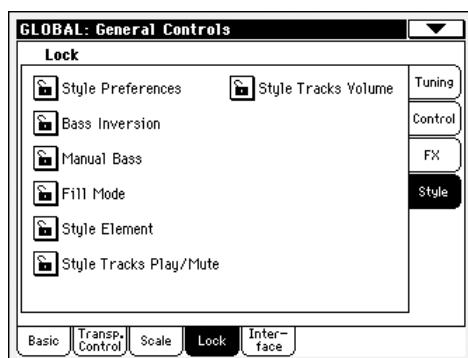 GLOBAL: General Controls
Lock
Style Preferences
Style Tracks Volume
Bass Inversion
Manual Bass
Fill Mode
Style Element
Style Tracks Play/Mute
Tuning
Control
FX
Style
Basic
Transp.
Control
Scale
Lock
Inter-
face